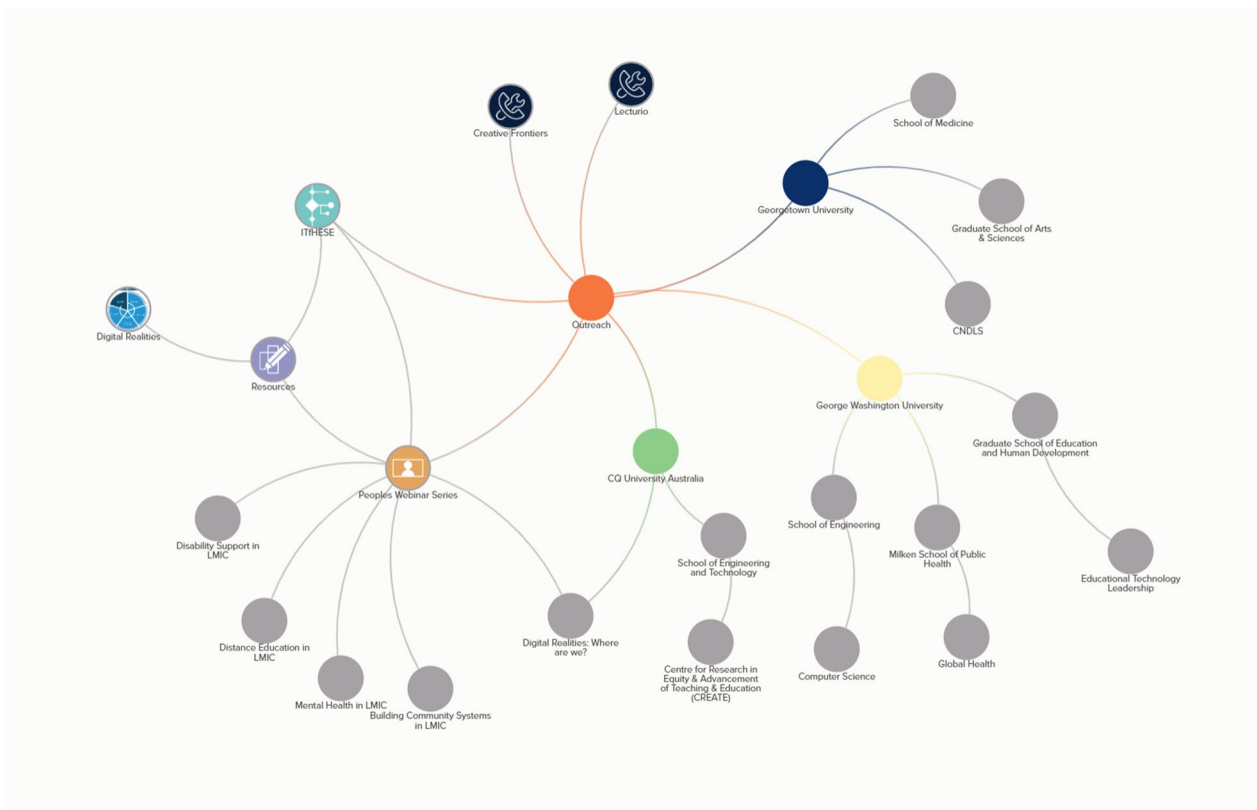 Lecturio
Creative Frontiers
School of Medicine
Georgetown University
ITfHESE
Graduate School of Arts
& Sciences
Outreach
CNDLS
Digital Realities
Resources
George Washington University
Graduate School of Education
and Human Development
CQ University Australia
Peoples Webinar Series
School of Engineering
Disability Support in
LMIC
Milken School of Public
Health
School of Engineering
and Technology
Educational Technology
Leadership
Digital Realities: Where
are we?
Distance Education in
LMIC
Global Health
Centre for Research in
Equity & Advancement
of Teaching & Education
(CREATE)
Computer Science
Mental Health in LMIC
Building Community Systems
in LMIC